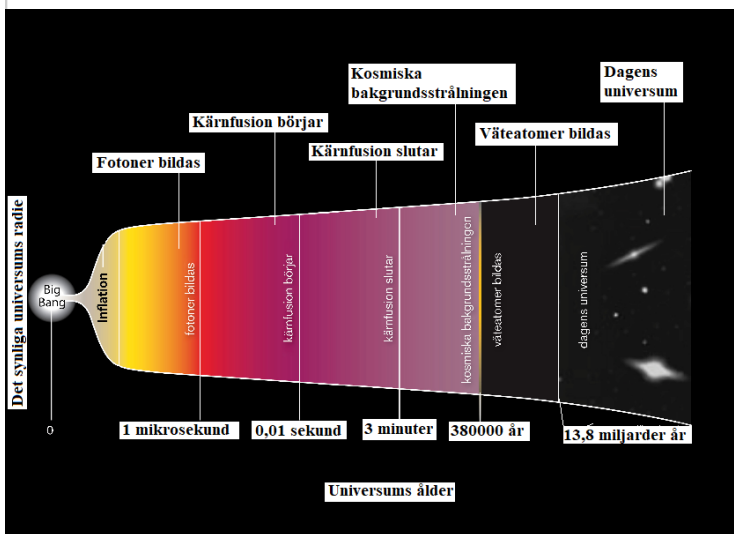 Kosmiska
bakgrundsstrålningen
Dagens
universum
Kärnfusion börjar
Väteatomer bildas
Kärnfusion slutar
Fotoner bildas
Det synliga universums radie
Big
Bang
Inflation
fotoner bildas
kärnfusion börjar
kärnfusion slutar
kosmiska bakgrundsstrålningen
väteatomer bildas
dagens universum
0
1 mikrosekund
0,01 sekund
3 minuter
380000 år
13,8 miljarder år
Universums ålder